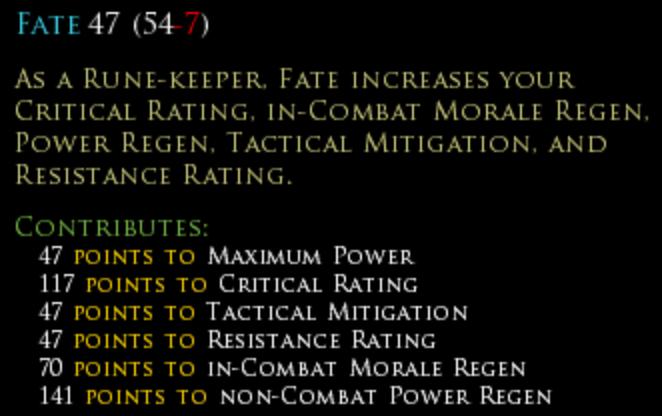 Fate 47 (54-7)
As a Rune-keeper, Fate increases your
Critical Rating, in-Combat Morale Regen,
Power Regen, Tactical Mitigation, and
Resistance Rating.
Contributes:
47 points to Maximum Power
117 points to Critical Rating
47 points to Tactical Mitigation
47 points to Resistance Rating
70 points to in-Combat Morale Regen
141 points to non-Combat Power Regen